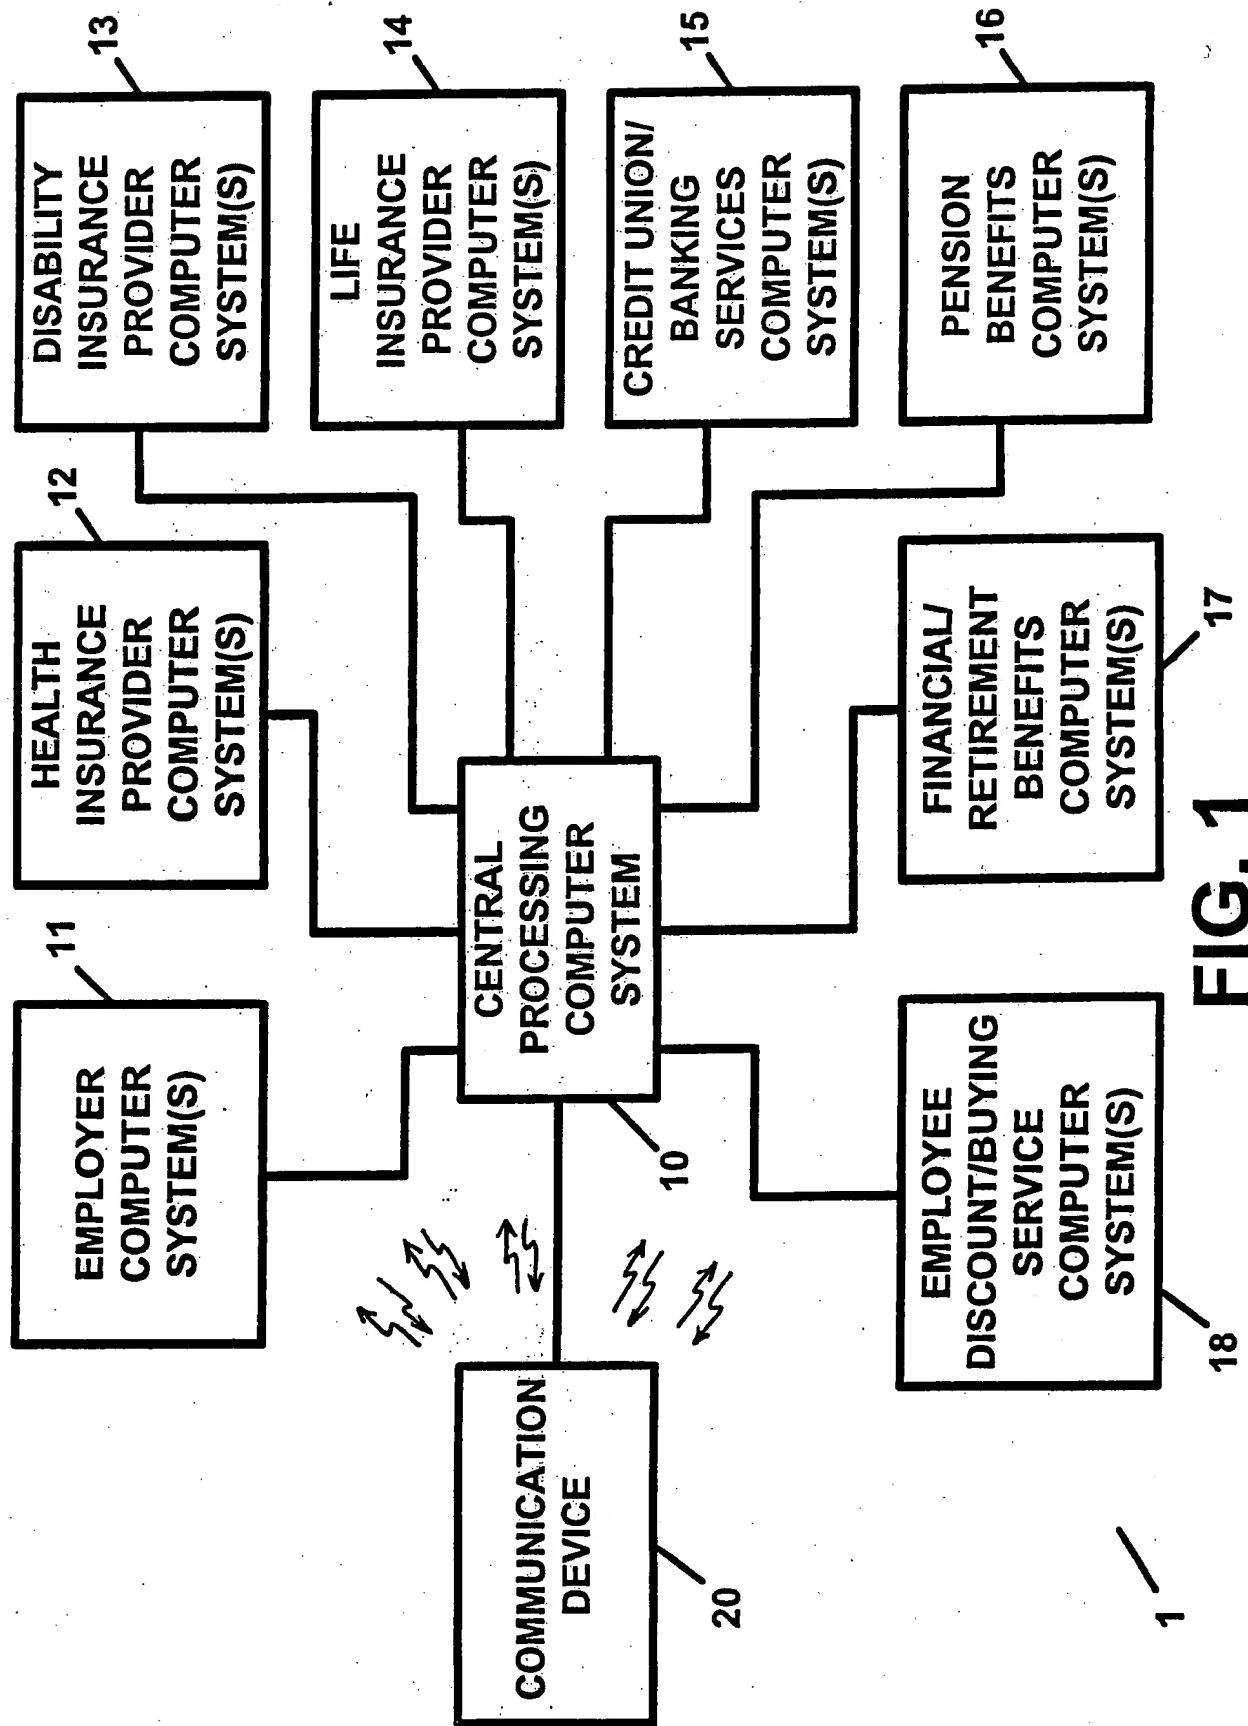 11
EMPLOYER
COMPUTER
SYSTEM(S)
12
HEALTH
INSURANCE
PROVIDER
COMPUTER
SYSTEM(S)
13
DISABILITY
INSURANCE
PROVIDER
COMPUTER
SYSTEM(S)
14
LIFE
INSURANCE
PROVIDER
COMPUTER
SYSTEM(S)
COMMUNICATION
DEVICE
20
CENTRAL
PROCESSING
COMPUTER
SYSTEM
10
15
CREDIT UNION/
BANKING
SERVICES
COMPUTER
SYSTEM(S)
16
PENSION
BENEFITS
COMPUTER
SYSTEM(S)
EMPLOYEE
DISCOUNT/BUYING
SERVICE
COMPUTER
SYSTEM(S)
18
FINANCIAL/
RETIREMENT
BENEFITS
COMPUTER
SYSTEM(S)
17
1
FIG. 1